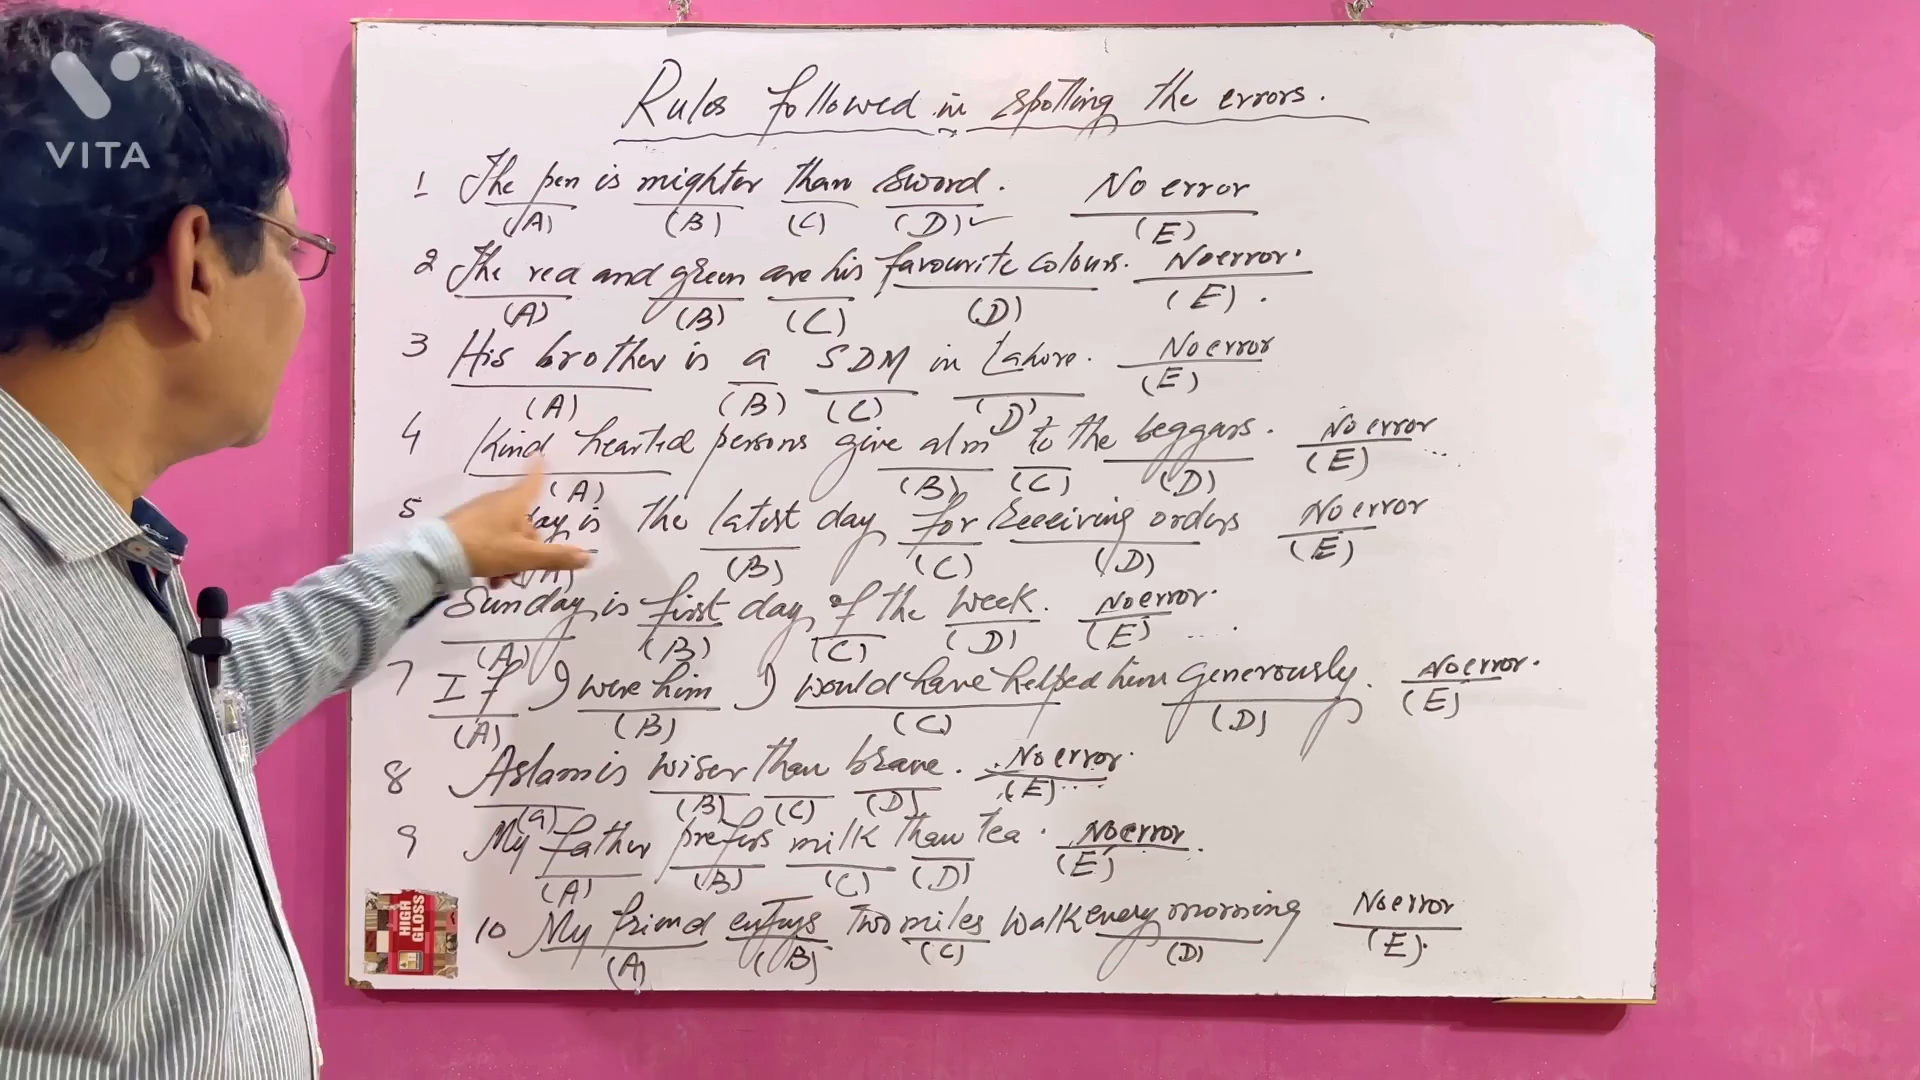 VITA
Rules followed in spotting the errors.
1 The pen is mighter than sword. No error
(A) (B) (C) (D) ✓ (E)
2 The red and green are his favourite colours. No error.
(A) (B) (C) (D) (E).
3 His brother is a SDM in Lahore. No error
(A) (B) (C) (D) (E)
4 Kind hearted persons give alm to the beggars. No error
(A) (B) (C) (D) (E)
5 day is the latest day for receiving orders No error
(A) (B) (C) (D) (E)
Sunday is first day of the week. No error.
(A) (B) (C) (D) (E)
7 If I were him I would have helped him generously. No error.
(A) (B) (C) (D) (E)
8 Aslam is wiser than brave. No error.
(a) (B) (C) (D) (E)
9 My father prefers milk than tea. No error.
(A) (B) (C) (D) (E)
10 My friend enjoys two miles walk every morning No error
(A) (B) (C) (D) (E).
HIGH
GLOSS